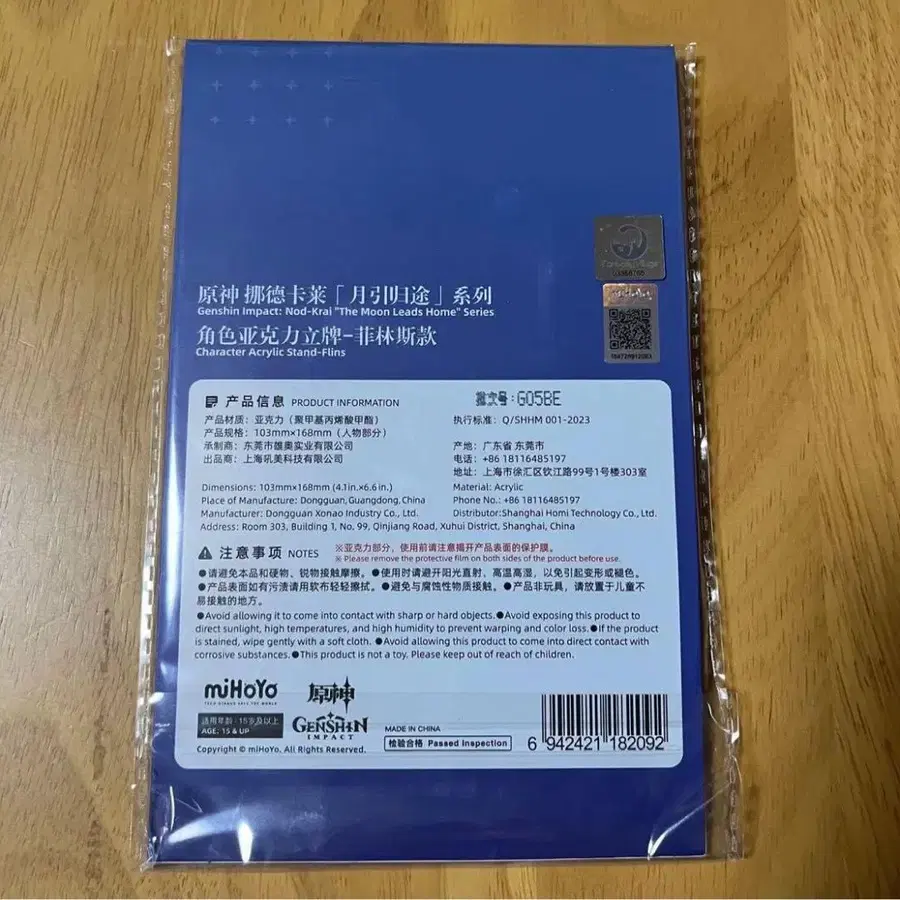 原神 挪德卡莱「月引归途」系列
Genshin Impact: Nod-Krai "The Moon Leads Home" Series
角色亚克力立牌-菲林斯款
Character Acrylic Stand-Flins
miHoYo
产品信息 PRODUCT INFORMATION
批次号:G05BE
产品材质：亚克力（聚甲基丙烯酸甲酯）
执行标准：Q/SHHM 001-2023
产品规格：103mm×168mm（人物部分）
承制商：东莞市雄奥实业有限公司
产地：广东省 东莞市
出品商：上海吼美科技有限公司
电话：+86 18116485197
地址：上海市徐汇区钦江路99号1号楼303室
Dimensions: 103mm×168mm (4.1in.×6.6in.)
Material: Acrylic
Place of Manufacture: Dongguan, Guangdong, China
Phone No.: +86 18116485197
Manufacturer: Dongguan Xonao Industry Co., Ltd.
Distributor:Shanghai Homi Technology Co., Ltd.
Address: Room 303, Building 1, No. 99, Qinjiang Road, Xuhui District, Shanghai, China
注意事项 NOTES
※亚克力部分，使用前请注意揭开产品表面的保护膜。
※ Please remove the protective film on both sides of the product before use.
●请避免本品和硬物、锐物接触摩擦。●使用时请避开阳光直射、高温高湿，以免引起变形或褪色。
●产品表面如有污渍请用软布轻轻擦拭。●避免与腐蚀性物质接触。●产品非玩具，请放置于儿童不
易接触的地方。
●Avoid allowing it to come into contact with sharp or hard objects.●Avoid exposing this product to
direct sunlight, high temperatures, and high humidity to prevent warping and color loss.●If the product
is stained, wipe gently with a soft cloth.●Avoid allowing this product to come into direct contact with
corrosive substances.●This product is not a toy. Please keep out of reach of children.
miHoYo
TECH OTAKUS SAVE THE WORLD
原神
GENSHIN
IMPACT
适用年龄：15岁及以上
AGE: 15 & UP
Copyright © miHoYo. All Rights Reserved.
MADE IN CHINA
检验合格 Passed Inspection
6 942421 182092